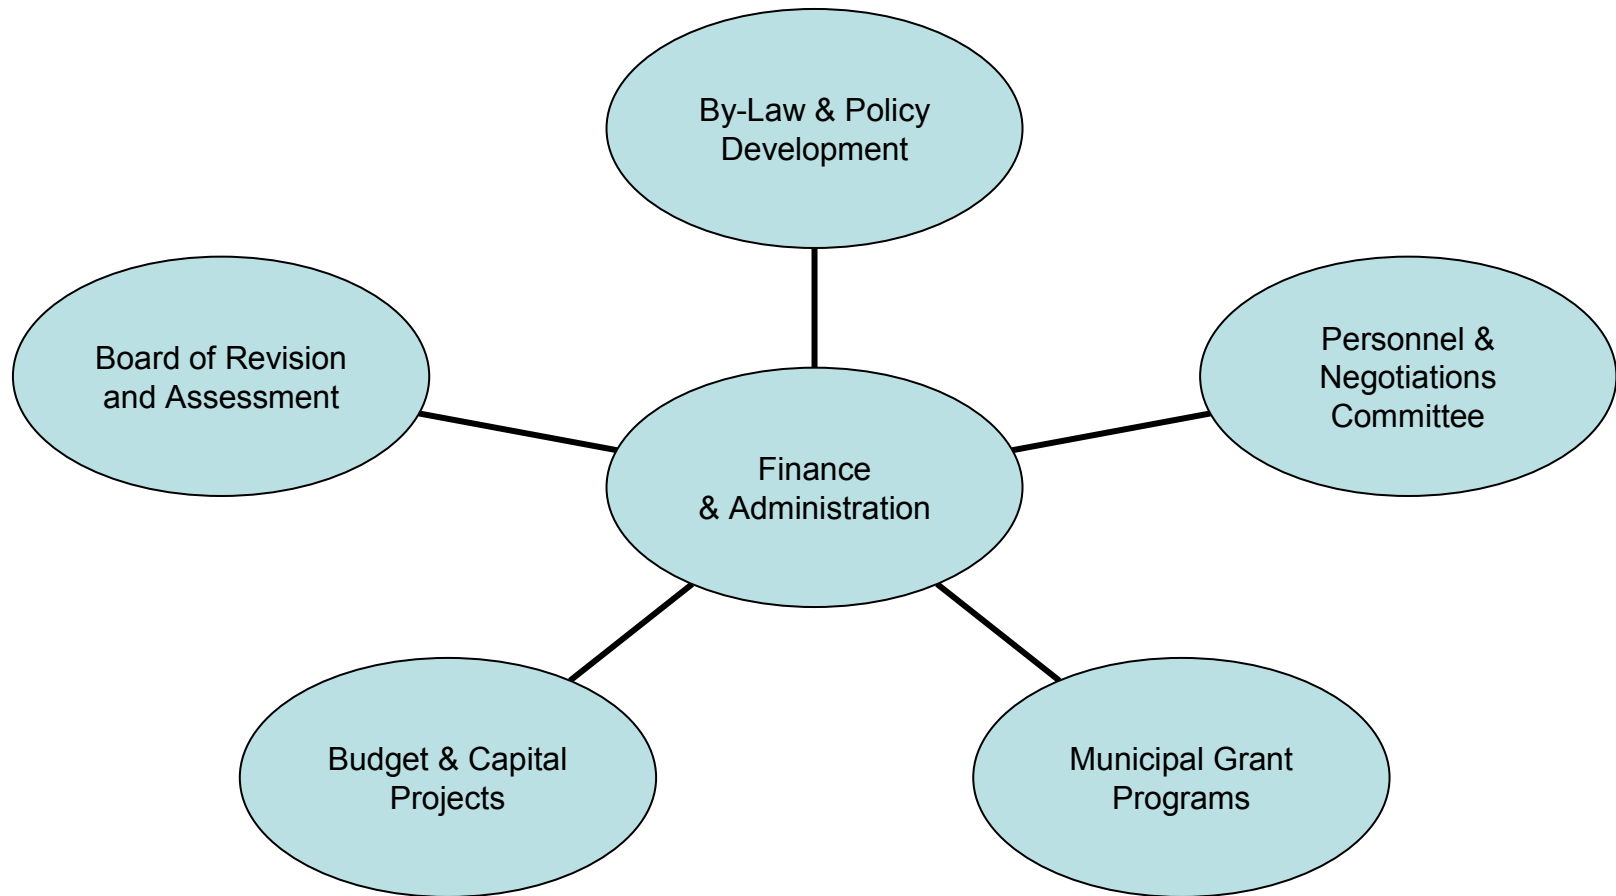 By-Law & Policy
Development
Board of Revision
and Assessment
Personnel &
Negotiations
Committee
Finance
& Administration
Budget & Capital
Projects
Municipal Grant
Programs